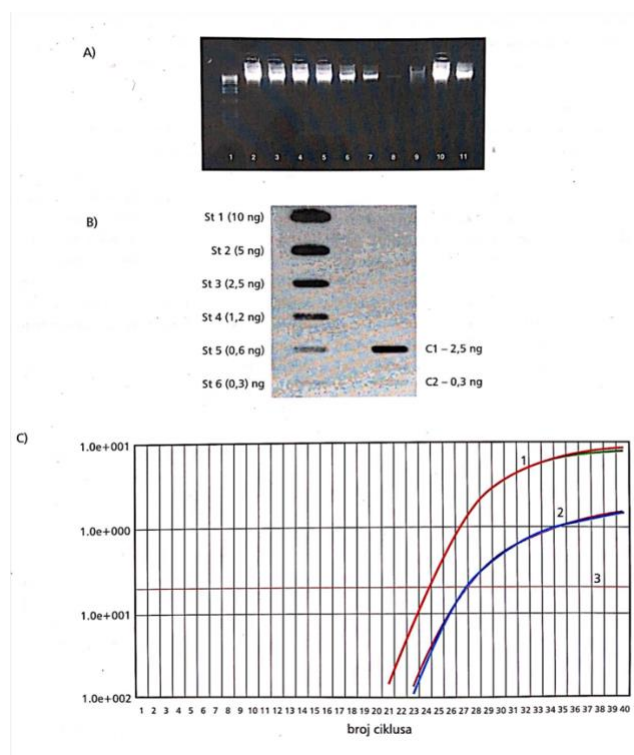 A)
1 2 3 4 5 6 7 8 9 10 11
B)
St 1 (10 ng)
St 2 (5 ng)
St 3 (2,5 ng)
St 4 (1,2 ng)
St 5 (0,6 ng)
C1 – 2,5 ng
St 6 (0,3) ng
C2 – 0,3 ng
C)
1.0e+001
1
2
1.0e+000
3
1.0e+001
1.0e+002
1 2 3 4 5 6 7 8 9 10 11 12 13 14 15 16 17 18 19 20 21 22 23 24 25 26 27 28 29 30 31 32 33 34 35 36 37 38 39 40
broj ciklusa